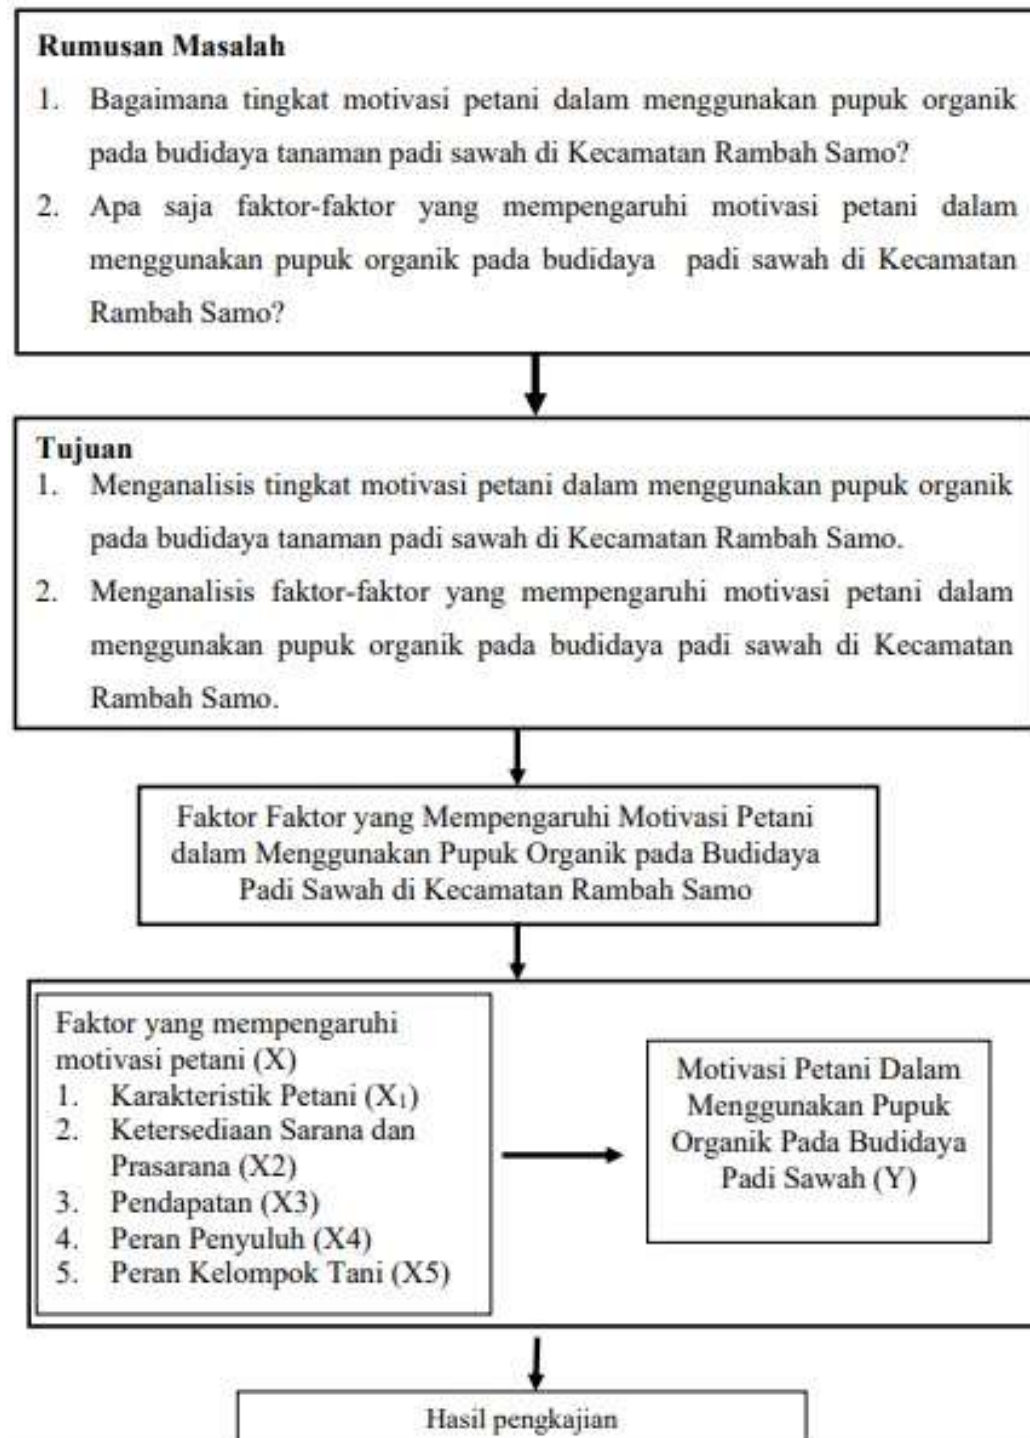 Rumusan Masalah
1. Bagaimana tingkat motivasi petani dalam menggunakan pupuk organik
pada budidaya tanaman padi sawah di Kecamatan Rambah Samo?
2. Apa saja faktor-faktor yang mempengaruhi motivasi petani dalam
menggunakan pupuk organik pada budidaya padi sawah di Kecamatan
Rambah Samo?
Tujuan
1. Menganalisis tingkat motivasi petani dalam menggunakan pupuk organik
pada budidaya tanaman padi sawah di Kecamatan Rambah Samo.
2. Menganalisis faktor-faktor yang mempengaruhi motivasi petani dalam
menggunakan pupuk organik pada budidaya padi sawah di Kecamatan
Rambah Samo.
Faktor Faktor yang Mempengaruhi Motivasi Petani
dalam Menggunakan Pupuk Organik pada Budidaya
Padi Sawah di Kecamatan Rambah Samo
Faktor yang mempengaruhi
motivasi petani (X)
1. Karakteristik Petani (X₁)
2. Ketersediaan Sarana dan
Prasarana (X2)
3. Pendapatan (X3)
4. Peran Penyuluh (X4)
5. Peran Kelompok Tani (X5)
Motivasi Petani Dalam
Menggunakan Pupuk
Organik Pada Budidaya
Padi Sawah (Y)
Hasil pengkajian